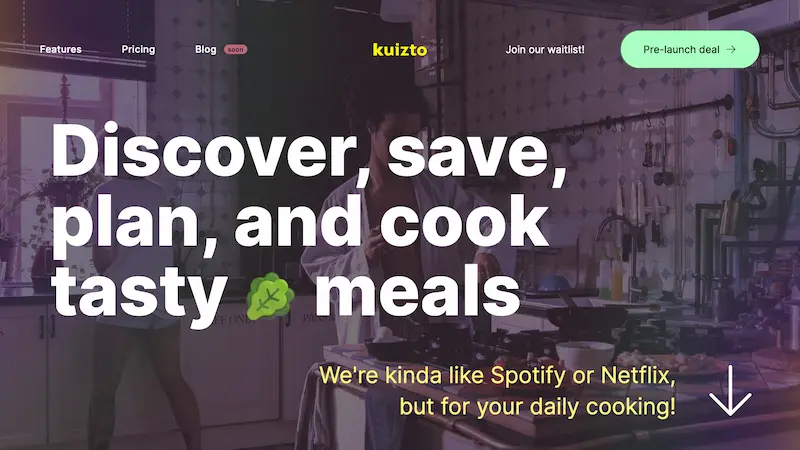 Features
Pricing
Blog soon
kuizto
Join our waitlist!
Pre-launch deal →
Discover, save,
plan, and cook
tasty 🥬 meals
We're kinda like Spotify or Netflix,
but for your daily cooking!